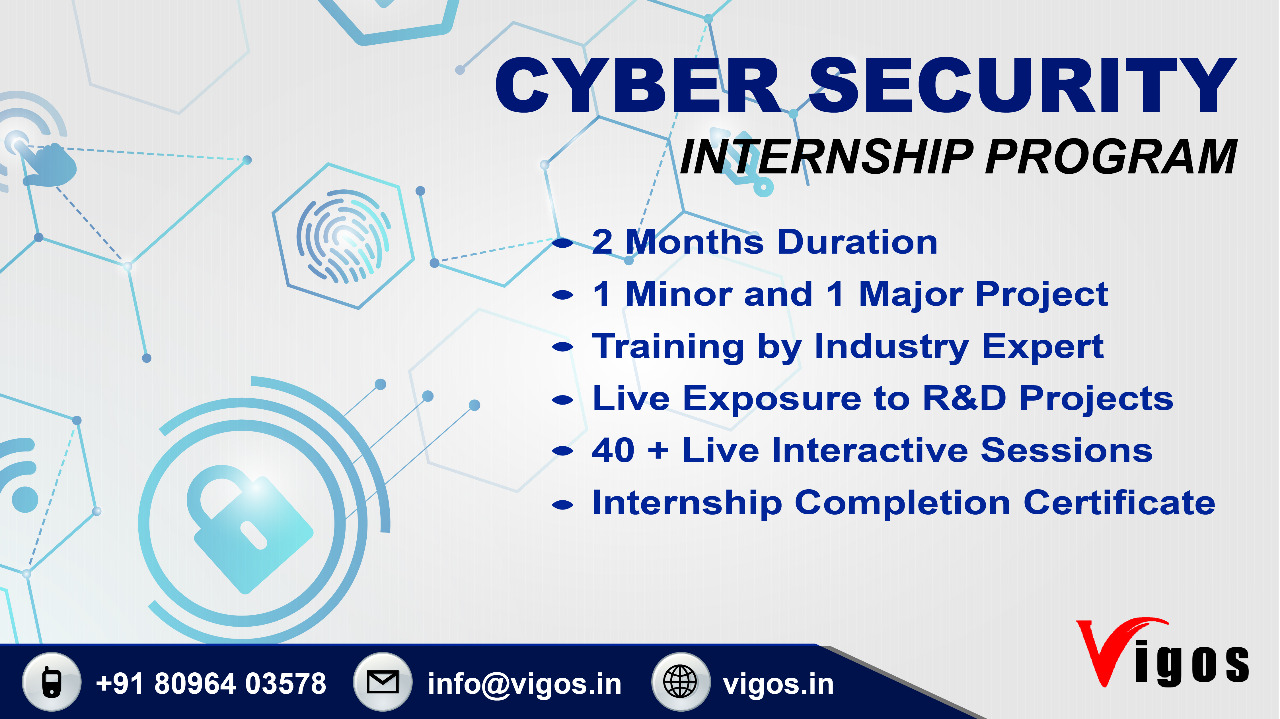 CYBER SECURITY
INTERNSHIP PROGRAM
2 Months Duration
1 Minor and 1 Major Project
Training by Industry Expert
Live Exposure to R&D Projects
40 + Live Interactive Sessions
Internship Completion Certificate
Vigos
+91 80964 03578 info@vigos.in vigos.in